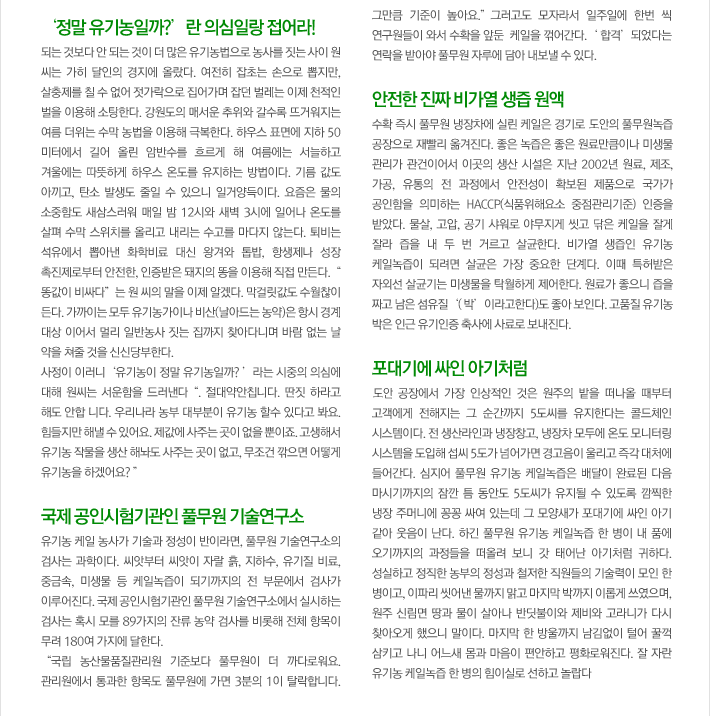 ‘정말 유기농일까?’ 란 의심일랑 접어라!
되는 것보다 안 되는 것이 더 많은 유기농법으로 농사를 짓는 사이 원
씨는 가히 달인의 경지에 올랐다. 여전히 잡초는 손으로 뽑지만,
살충제를 칠 수 없어 젓가락으로 집어가며 잡던 벌레는 이제 천적인
벌을 이용해 소탕한다. 강원도의 매서운 추위와 갈수록 뜨거워지는
여름 더위는 수막 농법을 이용해 극복한다. 하우스 표면에 지하 50
미터에서 길어 올린 암반수를 흐르게 해 여름에는 서늘하고
겨울에는 따뜻하게 하우스 온도를 유지하는 방법이다. 기름 값도
아끼고, 탄소 발생도 줄일 수 있으니 일거양득이다. 요즘은 물의
소중함도 새삼스러워 매일 밤 12시와 새벽 3시에 일어나 온도를
살펴 수막 스위치를 올리고 내리는 수고를 마다지 않는다. 퇴비는
석유에서 뽑아낸 화학비료 대신 왕겨와 톱밥, 항생제나 성장
촉진제로부터 안전한, 인증받은 돼지의 똥을 이용해 직접 만든다. “
똥값이 비싸다”는 원 씨의 말을 이제 알겠다. 막걸릿값도 수월찮이
든다. 가까이는 모두 유기농가이나 비산(날아드는 농약)은 항시 경계
대상 이어서 멀리 일반농사 짓는 집까지 찾아다니며 바람 없는 날
약을 쳐줄 것을 신신당부한다.
사정이 이러니 ‘유기농이 정말 유기농일까?’라는 시중의 의심에
대해 원씨는 서운함을 드러낸다 “. 절대약안칩니다. 딴짓 하라고
해도 안합 니다. 우리나라 농부 대부분이 유기농 할수 있다고 봐요.
힘들지만 해낼 수 있어요. 제값에 사주는 곳이 없을 뿐이죠. 고생해서
유기농 작물을 생산 해놔도 사주는 곳이 없고, 무조건 깎으면 어떻게
유기농을 하겠어요?”
국제 공인시험기관인 풀무원 기술연구소
유기농 케일 농사가 기술과 정성이 반이라면, 풀무원 기술연구소의
검사는 과학이다. 씨앗부터 씨앗이 자랄 흙, 지하수, 유기질 비료,
중금속, 미생물 등 케일녹즙이 되기까지의 전 부문에서 검사가
이루어진다. 국제 공인시험기관인 풀무원 기술연구소에서 실시하는
검사는 혹시 모를 89가지의 잔류 농약 검사를 비롯해 전체 항목이
무려 180여 가지에 달한다.
“국립 농산물품질관리원 기준보다 풀무원이 더 까다로워요.
관리원에서 통과한 항목도 풀무원에 가면 3분의 1이 탈락합니다.
그만큼 기준이 높아요.” 그러고도 모자라서 일주일에 한번 씩
연구원들이 와서 수확을 앞둔 케일을 꺾어간다. ‘합격’되었다는
연락을 받아야 풀무원 자루에 담아 내보낼 수 있다.
안전한 진짜 비가열 생즙 원액
수확 즉시 풀무원 냉장차에 실린 케일은 경기로 도안의 풀무원녹즙
공장으로 재빨리 옮겨진다. 좋은 녹즙은 좋은 원료만큼이나 미생물
관리가 관건이어서 이곳의 생산 시설은 지난 2002년 원료, 제조,
가공, 유통의 전 과정에서 안전성이 확보된 제품으로 국가가
공인함을 의미하는 HACCP(식품위해요소 중점관리기준) 인증을
받았다. 물살, 고압, 공기 샤워로 야무지게 씻고 닦은 케일을 잘게
잘라 즙을 내 두 번 거르고 살균한다. 비가열 생즙인 유기농
케일녹즙이 되려면 살균은 가장 중요한 단계다. 이때 특허받은
자외선 살균기는 미생물을 탁월하게 제어한다. 원료가 좋으니 즙을
짜고 남은 섬유질 ‘(박’이라고한다)도 좋아 보인다. 고품질 유기농
박은 인근 유기인증 축사에 사료로 보내진다.
포대기에 싸인 아기처럼
도안 공장에서 가장 인상적인 것은 원주의 밭을 떠나올 때부터
고객에게 전해지는 그 순간까지 5도씨를 유지한다는 콜드체인
시스템이다. 전 생산라인과 냉장창고, 냉장차 모두에 온도 모니터링
시스템을 도입해 섭씨 5도가 넘어가면 경고음이 울리고 즉각 대처에
들어간다. 심지어 풀무원 유기농 케일녹즙은 배달이 완료된 다음
마시기까지의 잠깐 틈 동안도 5도씨가 유지될 수 있도록 깜찍한
냉장 주머니에 꽁꽁 싸여 있는데 그 모양새가 포대기에 싸인 아기
같아 웃음이 난다. 하긴 풀무원 유기농 케일녹즙 한 병이 내 품에
오기까지의 과정들을 떠올려 보니 갓 태어난 아기처럼 귀하다.
성실하고 정직한 농부의 정성과 철저한 직원들의 기술력이 모인 한
병이고, 이파리 씻어낸 물까지 맑고 마지막 박까지 이롭게 쓰였으며,
원주 신림면 땅과 물이 살아나 반딧불이와 제비와 고라니가 다시
찾아오게 했으니 말이다. 마지막 한 방울까지 남김없이 털어 꿀꺽
삼키고 나니 어느새 몸과 마음이 편안하고 평화로워진다. 잘 자란
유기농 케일녹즙 한 병의 힘이실로 선하고 놀랍다